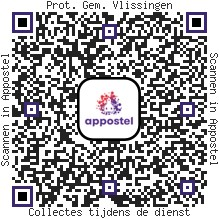 Prot. Gem. Vlissingen
Scannen in Appostel
appostel
Scannen in Appostel
Collectes tijdens de dienst